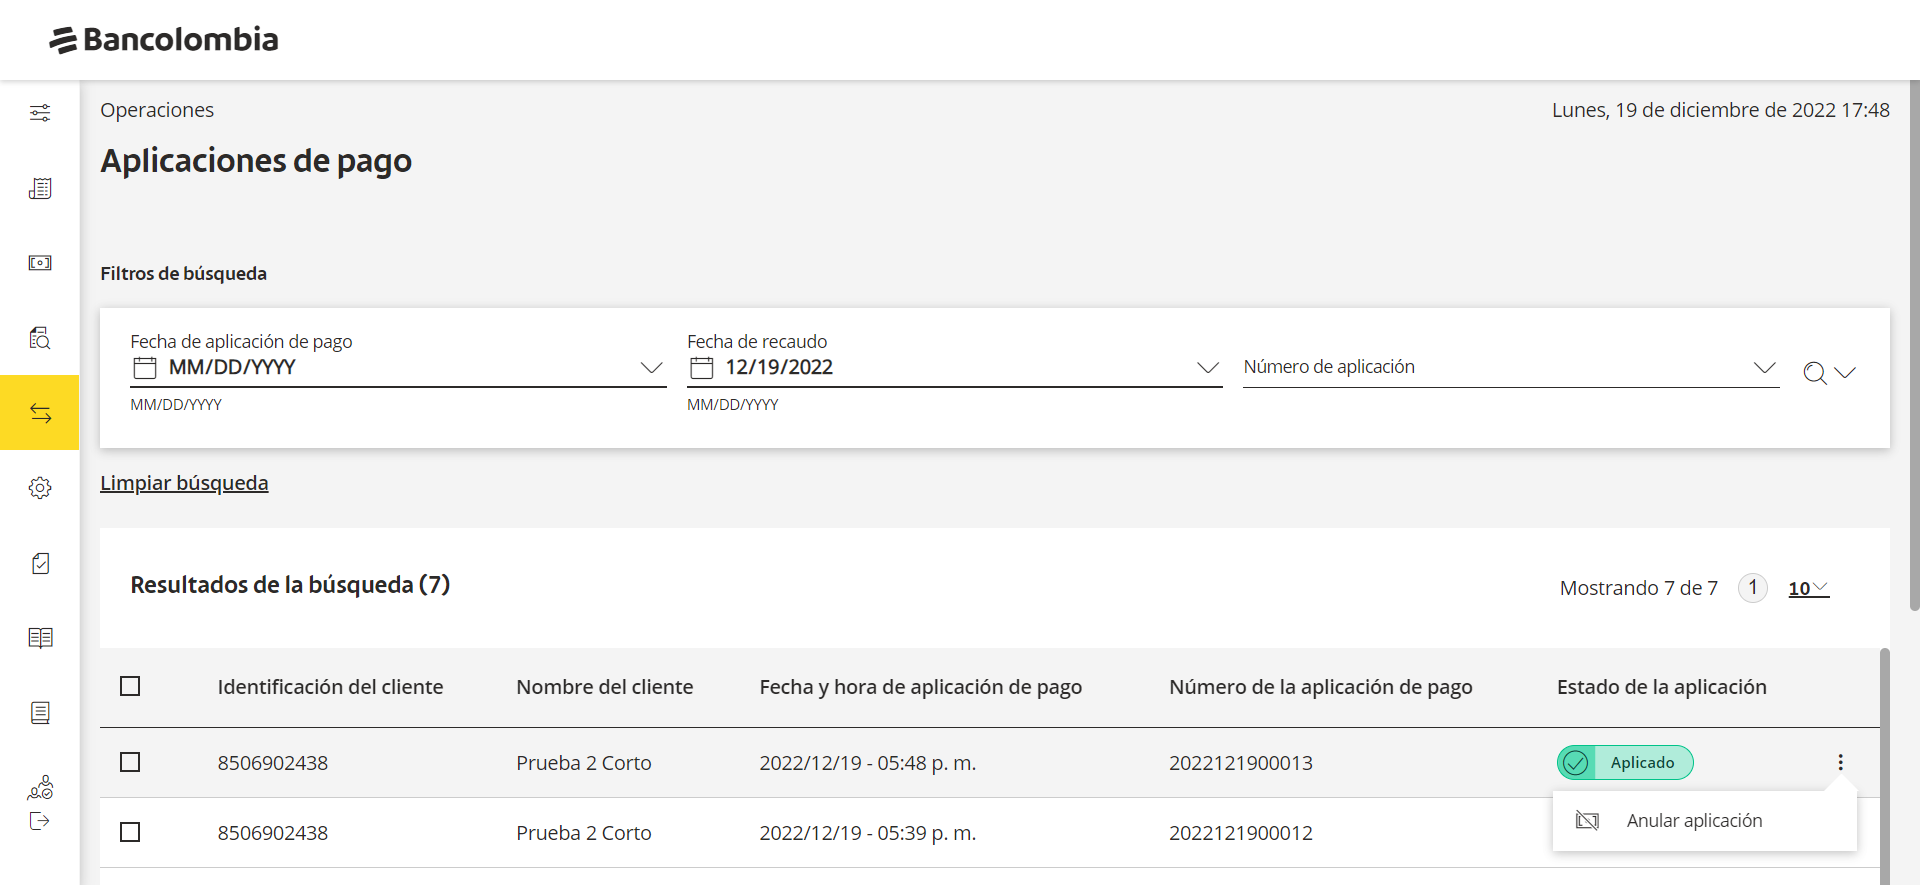 Bancolombia
Operaciones
Lunes, 19 de diciembre de 2022 17:48
Aplicaciones de pago
Filtros de búsqueda
Fecha de aplicación de pago
MM/DD/YYYY
MM/DD/YYYY
Fecha de recaudo
12/19/2022
MM/DD/YYYY
Número de aplicación
Limpiar búsqueda
Resultados de la búsqueda (7)
Mostrando 7 de 7 1 10
Identificación del cliente Nombre del cliente Fecha y hora de aplicación de pago Número de la aplicación de pago Estado de la aplicación
8506902438 Prueba 2 Corto 2022/12/19 - 05:48 p. m. 2022121900013 Aplicado
8506902438 Prueba 2 Corto 2022/12/19 - 05:39 p. m. 2022121900012
Anular aplicación